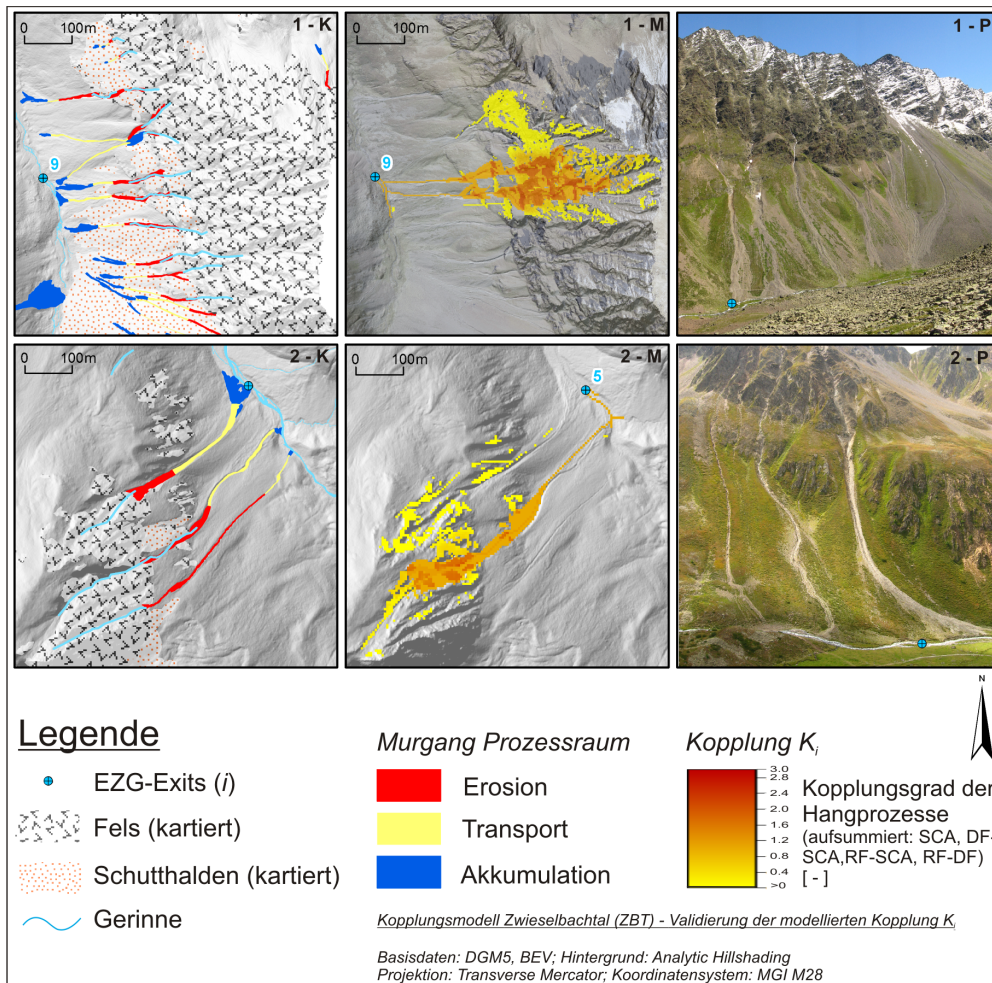 0 100m 1 - K
9
0 100m 1 - M
9
1 - P
0 100m 2 - K
0 100m 2 - M
5
2 - P
N
Legende
EZG-Exits (i)
Fels (kartiert)
Schutthalden (kartiert)
Gerinne
Murgang Prozessraum
Erosion
Transport
Akkumulation
Kopplung Ki
3.0
2.8
2.4
2.0
1.6
1.2
0.8
0.4
>0
Kopplungsgrad der
Hangprozesse
(aufsummiert: SCA, DF-
SCA,RF-SCA, RF-DF)
[ - ]
Kopplungsmodell Zwieselbachtal (ZBT) - Validierung der modellierten Kopplung Ki
Basisdaten: DGM5, BEV; Hintergrund: Analytic Hillshading
Projektion: Transverse Mercator; Koordinatensystem: MGI M28